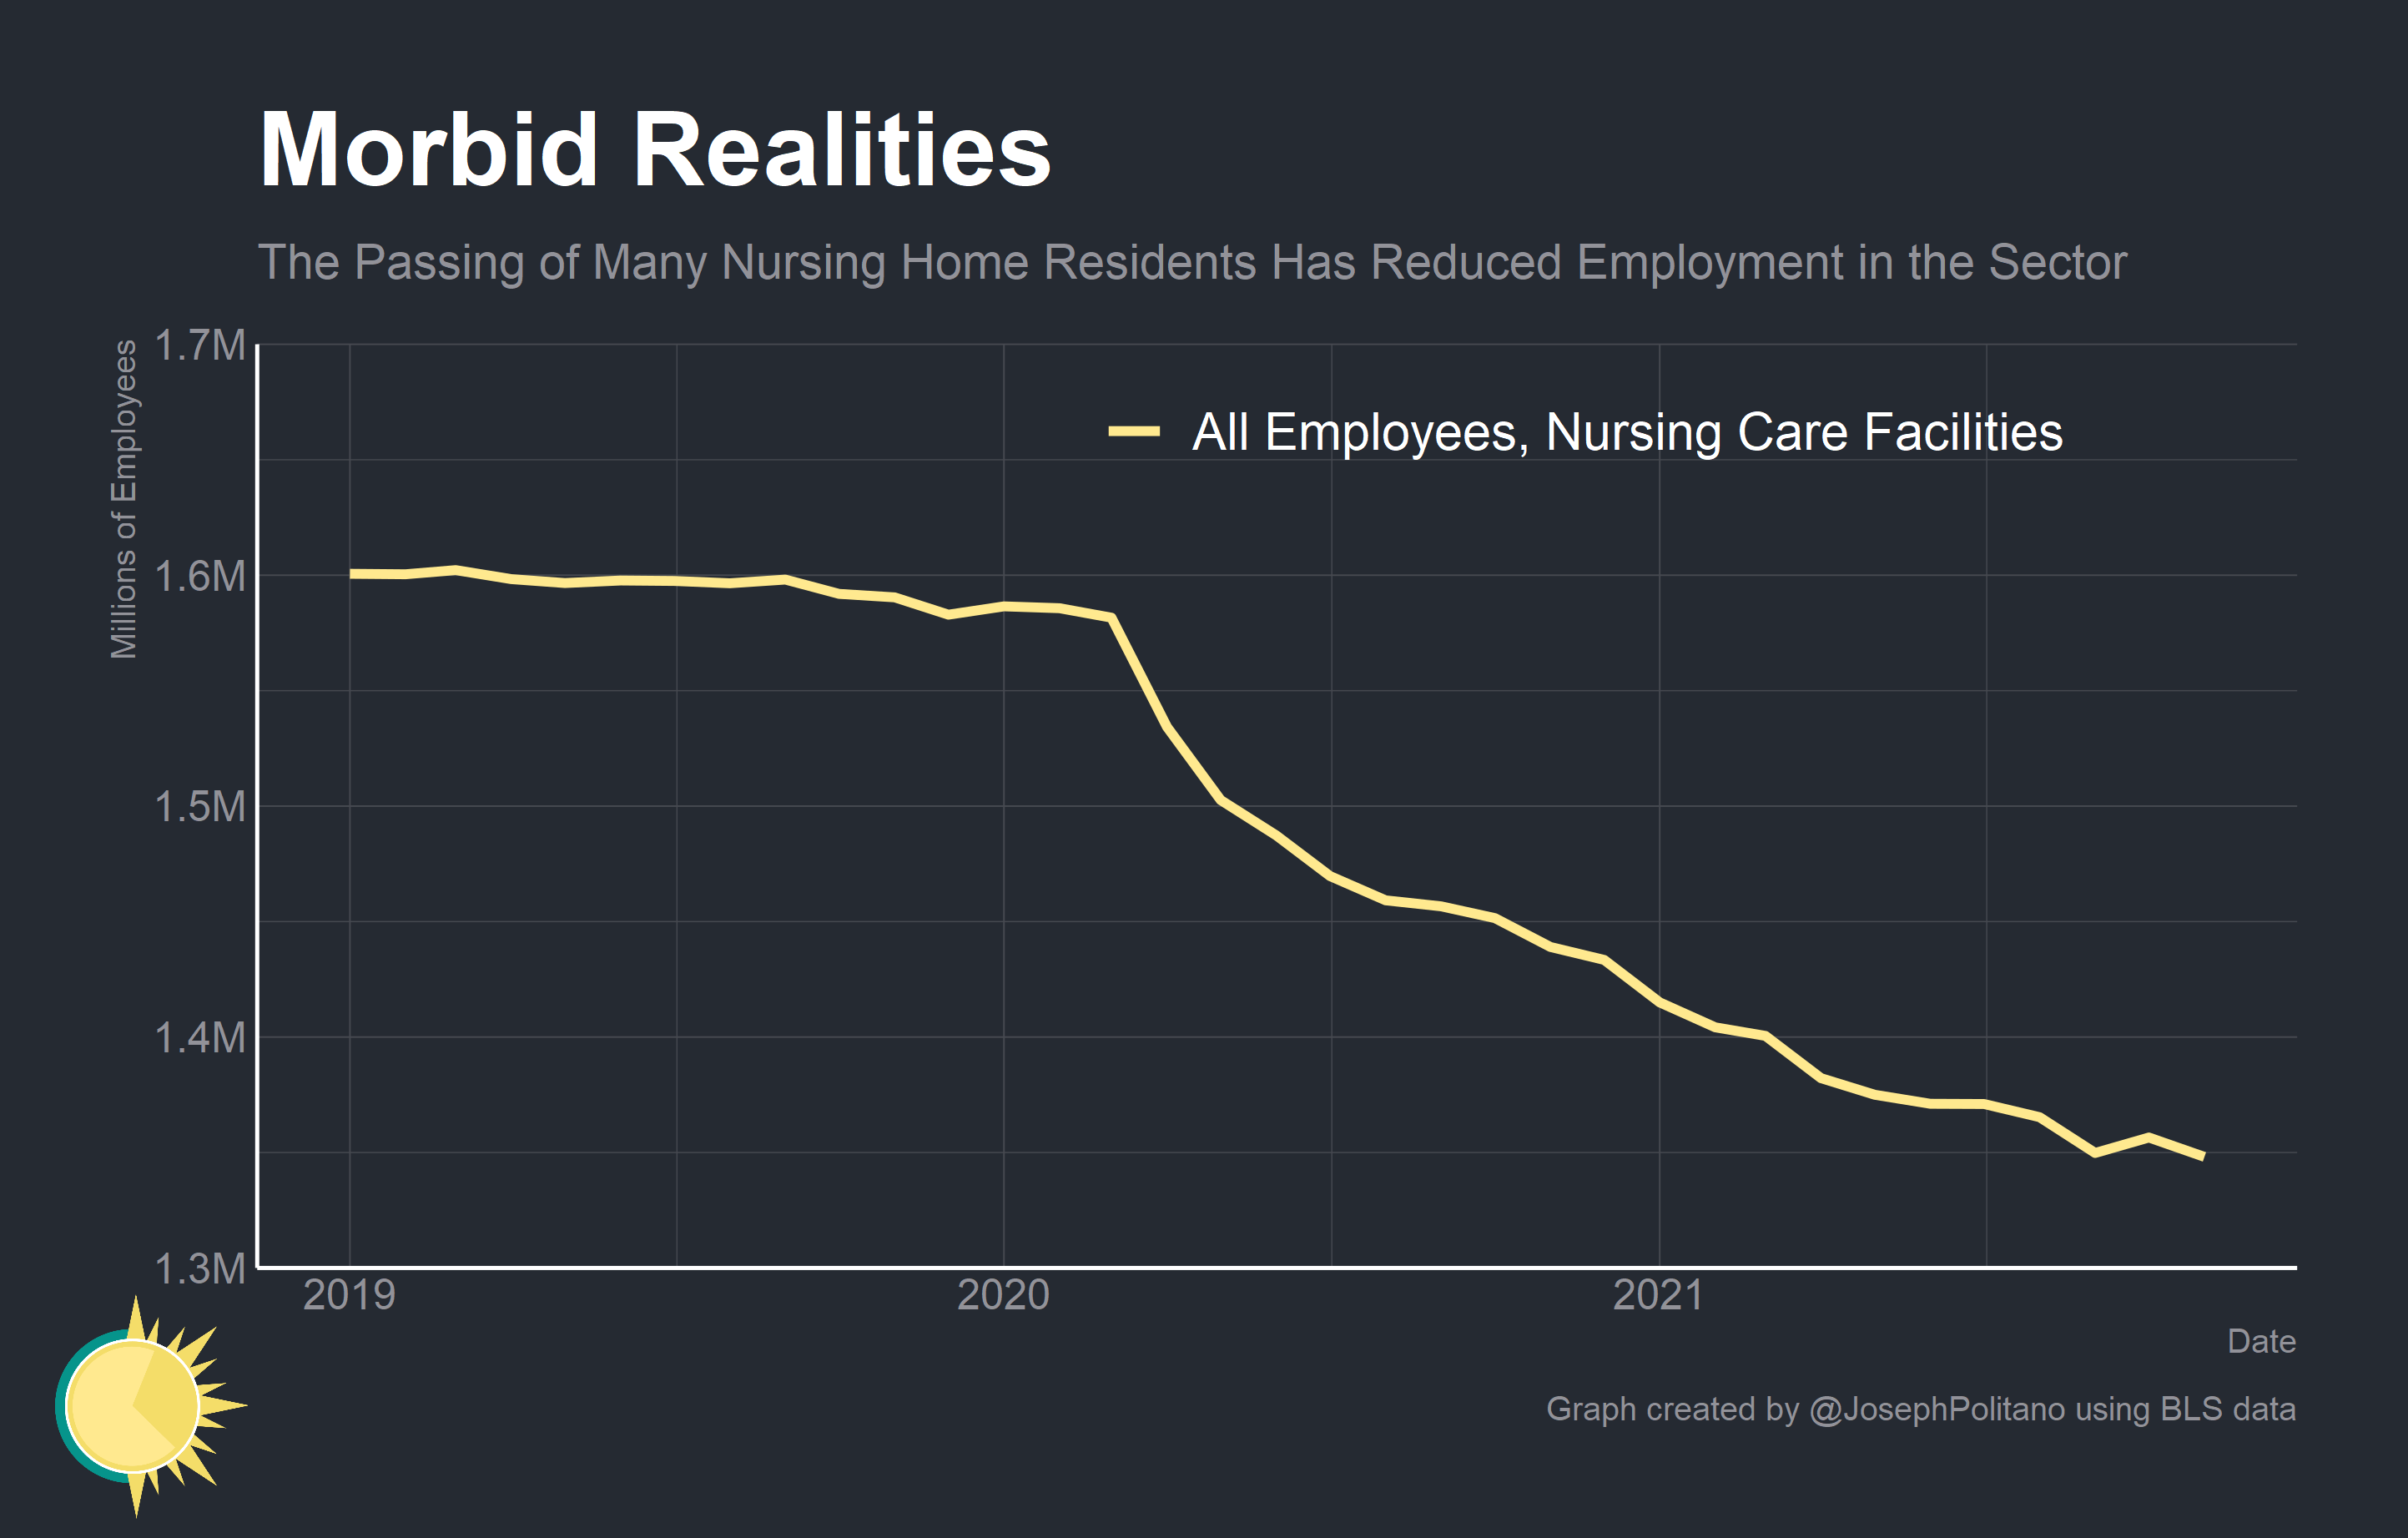 Morbid Realities
The Passing of Many Nursing Home Residents Has Reduced Employment in the Sector
Millions of Employees
1.7M
All Employees, Nursing Care Facilities
1.6M
1.5M
1.4M
1.3M
2019
2020
2021
Date
Graph created by @JosephPolitano using BLS data